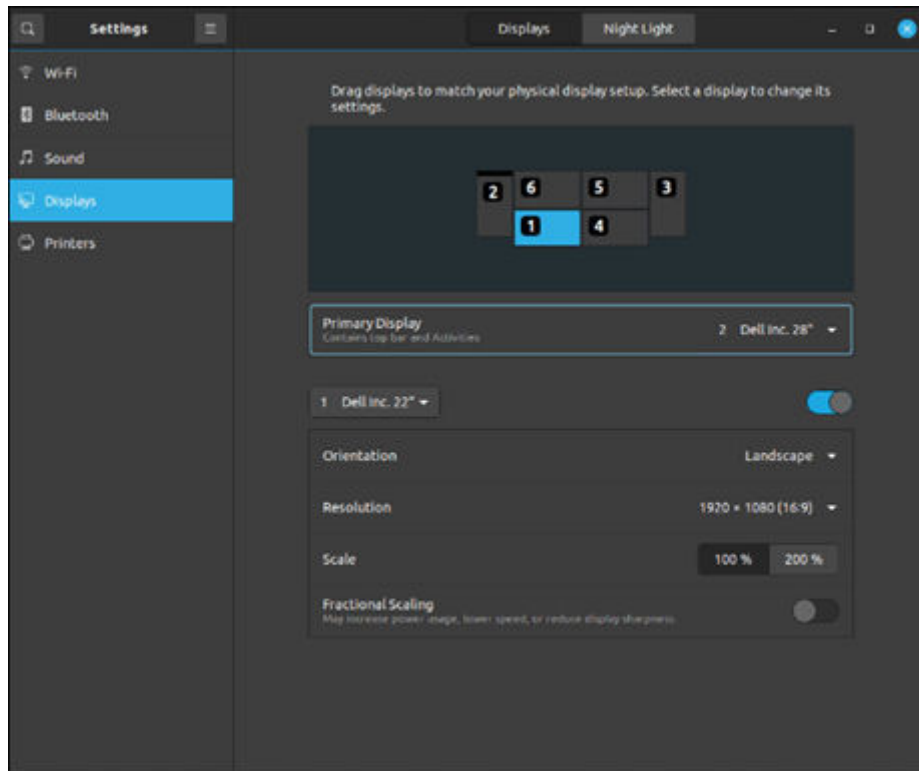 Settings
Displays Night Light
Wi-Fi
Bluetooth
Sound
Displays
Printers
Drag displays to match your physical display setup. Select a display to change its
settings.
2 6 5 3
1 4
Primary Display 2 Dell Inc. 28"
Contains top bar and Activities
1 Dell Inc. 22"
Orientation Landscape
Resolution 1920 × 1080 (16:9)
Scale 100 % 200 %
Fractional Scaling
May increase power usage, lower speed, or reduce display sharpness.